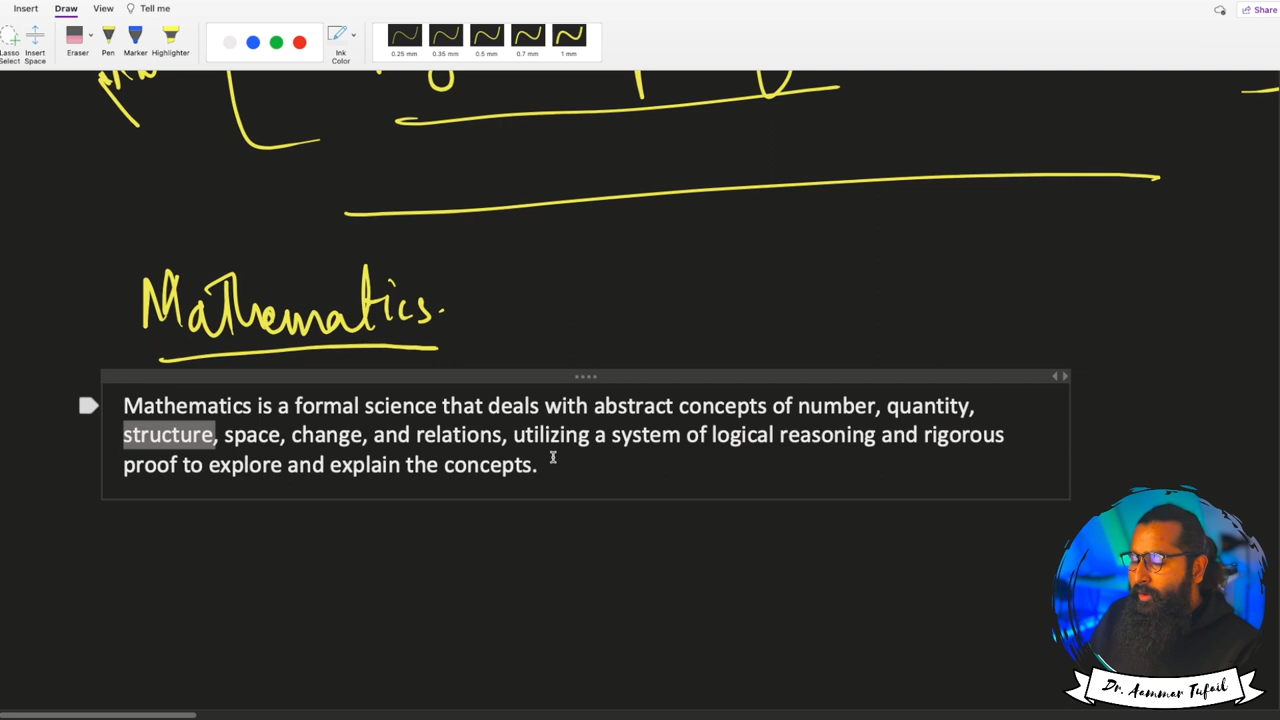 Insert Draw View Tell me
Share
Lasso Select
Insert Space
Eraser
Pen
Marker
Highlighter
Ink Color
0.25 mm
0.35 mm
0.5 mm
0.7 mm
1 mm
Mathematics.
Mathematics is a formal science that deals with abstract concepts of number, quantity,
structure, space, change, and relations, utilizing a system of logical reasoning and rigorous
proof to explore and explain the concepts.
Dr. Aammar Tufail